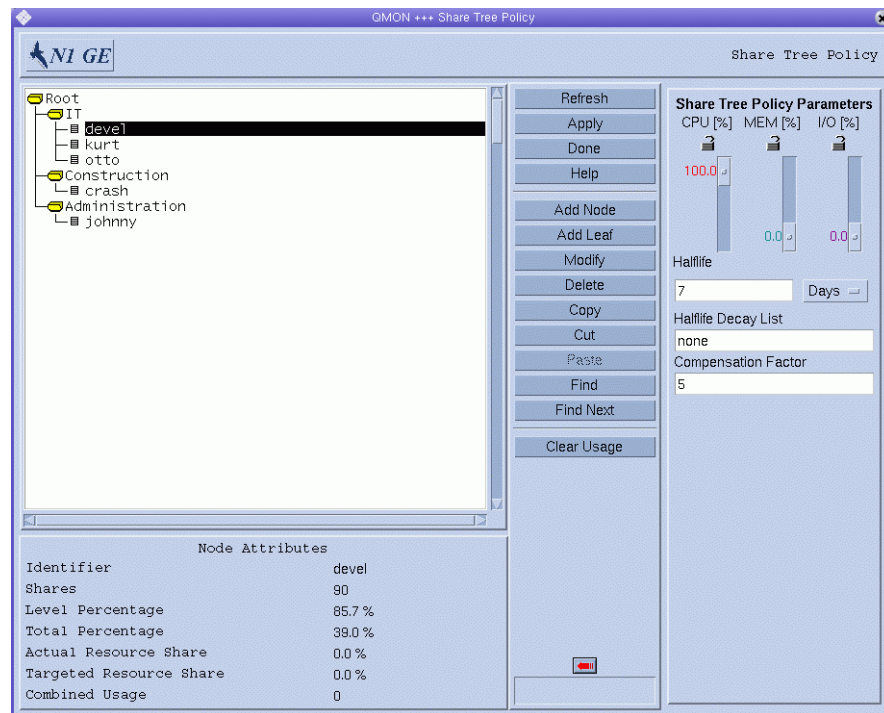 QMON +++ Share Tree Policy
N1 GE
Share Tree Policy
Root
IT
devel
kurt
otto
Construction
crash
Administration
johnny
Refresh
Apply
Done
Help
Add Node
Add Leaf
Modify
Delete
Copy
Cut
Paste
Find
Find Next
Clear Usage
Share Tree Policy Parameters
CPU [%] MEM [%] I/O [%]
100.0
0.0 0.0
Halflife
7 Days
Halflife Decay List
none
Compensation Factor
5
Node Attributes
Identifier devel
Shares 90
Level Percentage 85.7 %
Total Percentage 39.0 %
Actual Resource Share 0.0 %
Targeted Resource Share 0.0 %
Combined Usage 0